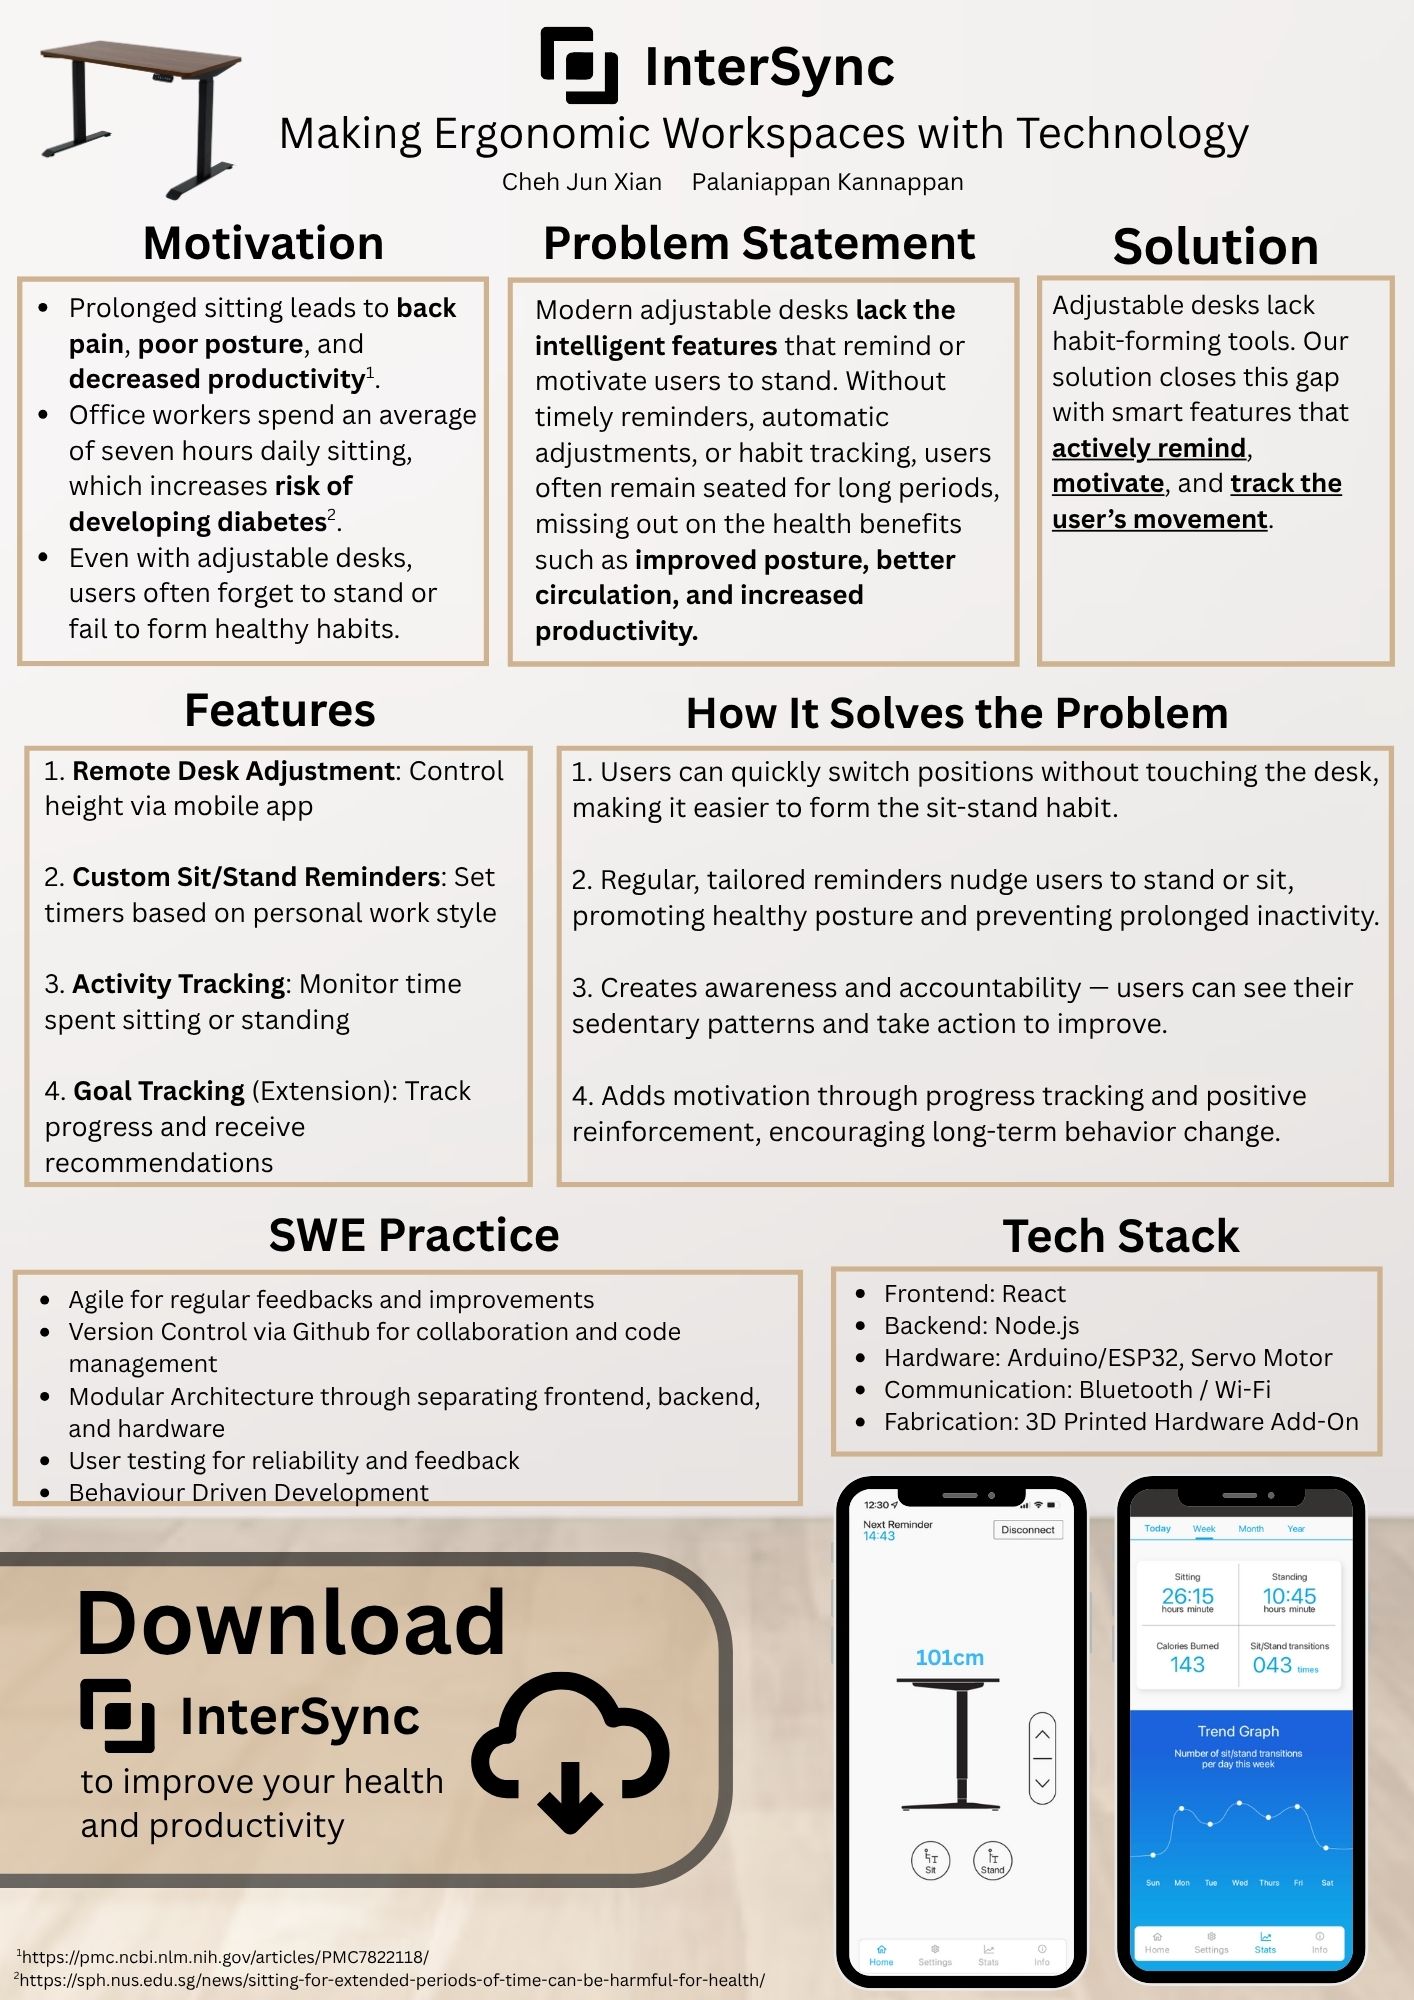 InterSync
Making Ergonomic Workspaces with Technology
Cheh Jun Xian Palaniappan Kannappan
Motivation
• Prolonged sitting leads to back
pain, poor posture, and
decreased productivity¹.
• Office workers spend an average
of seven hours daily sitting,
which increases risk of
developing diabetes².
• Even with adjustable desks,
users often forget to stand or
fail to form healthy habits.
Problem Statement
Modern adjustable desks lack the
intelligent features that remind or
motivate users to stand. Without
timely reminders, automatic
adjustments, or habit tracking, users
often remain seated for long periods,
missing out on the health benefits
such as improved posture, better
circulation, and increased
productivity.
Solution
Adjustable desks lack
habit-forming tools. Our
solution closes this gap
with smart features that
actively remind,
motivate, and track the
user’s movement.
Features
1. Remote Desk Adjustment: Control
height via mobile app
2. Custom Sit/Stand Reminders: Set
timers based on personal work style
3. Activity Tracking: Monitor time
spent sitting or standing
4. Goal Tracking (Extension): Track
progress and receive
recommendations
How It Solves the Problem
1. Users can quickly switch positions without touching the desk,
making it easier to form the sit-stand habit.
2. Regular, tailored reminders nudge users to stand or sit,
promoting healthy posture and preventing prolonged inactivity.
3. Creates awareness and accountability — users can see their
sedentary patterns and take action to improve.
4. Adds motivation through progress tracking and positive
reinforcement, encouraging long-term behavior change.
SWE Practice
• Agile for regular feedbacks and improvements
• Version Control via Github for collaboration and code
management
• Modular Architecture through separating frontend, backend,
and hardware
• User testing for reliability and feedback
• Behaviour Driven Development
Tech Stack
• Frontend: React
• Backend: Node.js
• Hardware: Arduino/ESP32, Servo Motor
• Communication: Bluetooth / Wi-Fi
• Fabrication: 3D Printed Hardware Add-On
Download
InterSync
to improve your health
and productivity
12:30
Next Reminder
14:43
Disconnect
101cm
Sit Stand
Home Settings Stats Info
Today Week Month Year
Sitting Standing
26:15 10:45
hours minute hours minute
Calories Burned Sit/Stand transitions
143 043 times
Trend Graph
Number of sit/stand transitions
per day this week
Sun Mon Tue Wed Thurs Fri Sat
Home Settings Stats Info
¹https://pmc.ncbi.nlm.nih.gov/articles/PMC7822118/
²https://sph.nus.edu.sg/news/sitting-for-extended-periods-of-time-can-be-harmful-for-health/